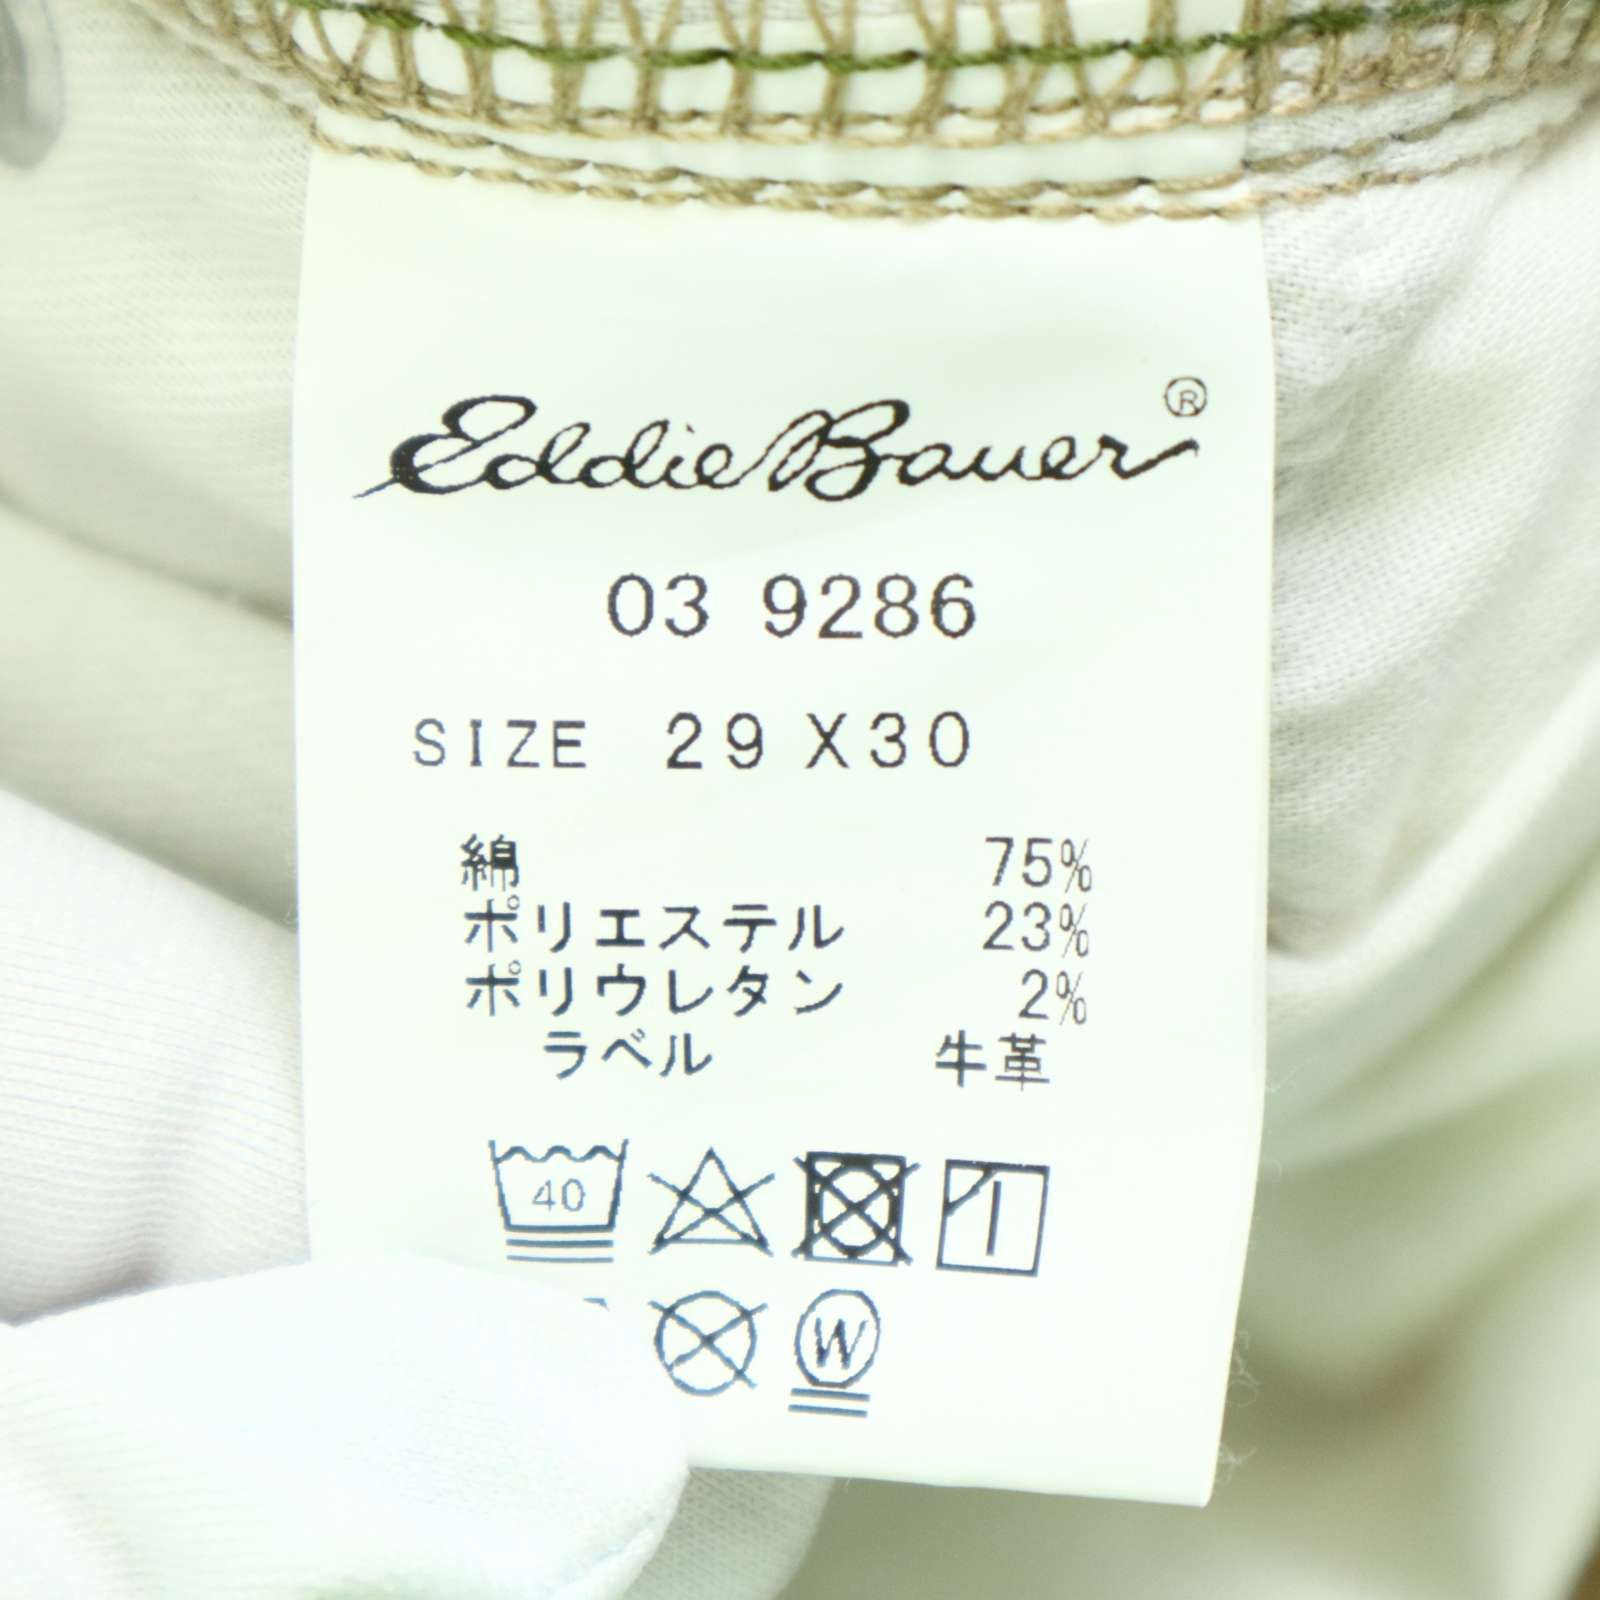 Eddie Bauer®
03 9286
SIZE 29 X30
綿 75%
ポリエステル 23%
ポリウレタン 2%
ラベル 牛革
40
W